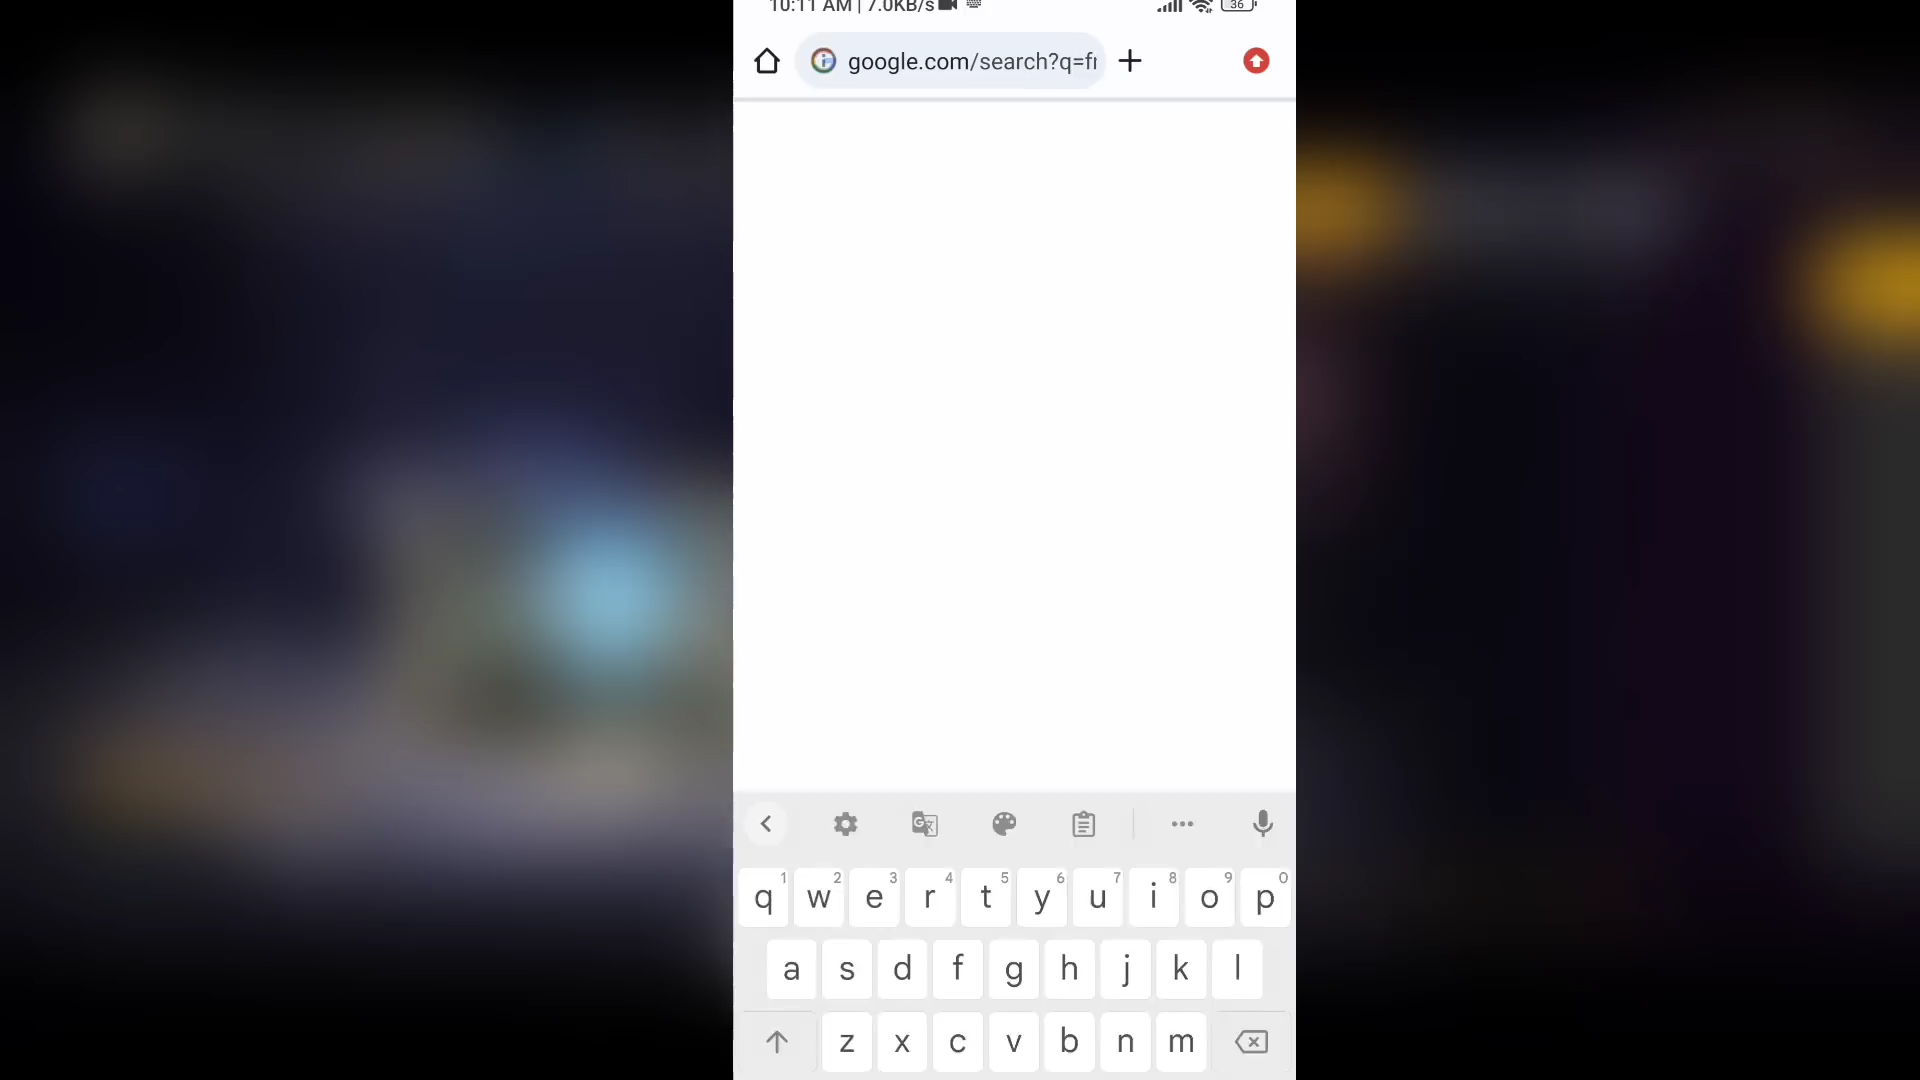 10:11 AM | 7.0KB/s 36
google.com/search?q=fr
1 2 3 4 5 6 7 8 9 0
q w e r t y u i o p
a s d f g h j k l
z x c v b n m